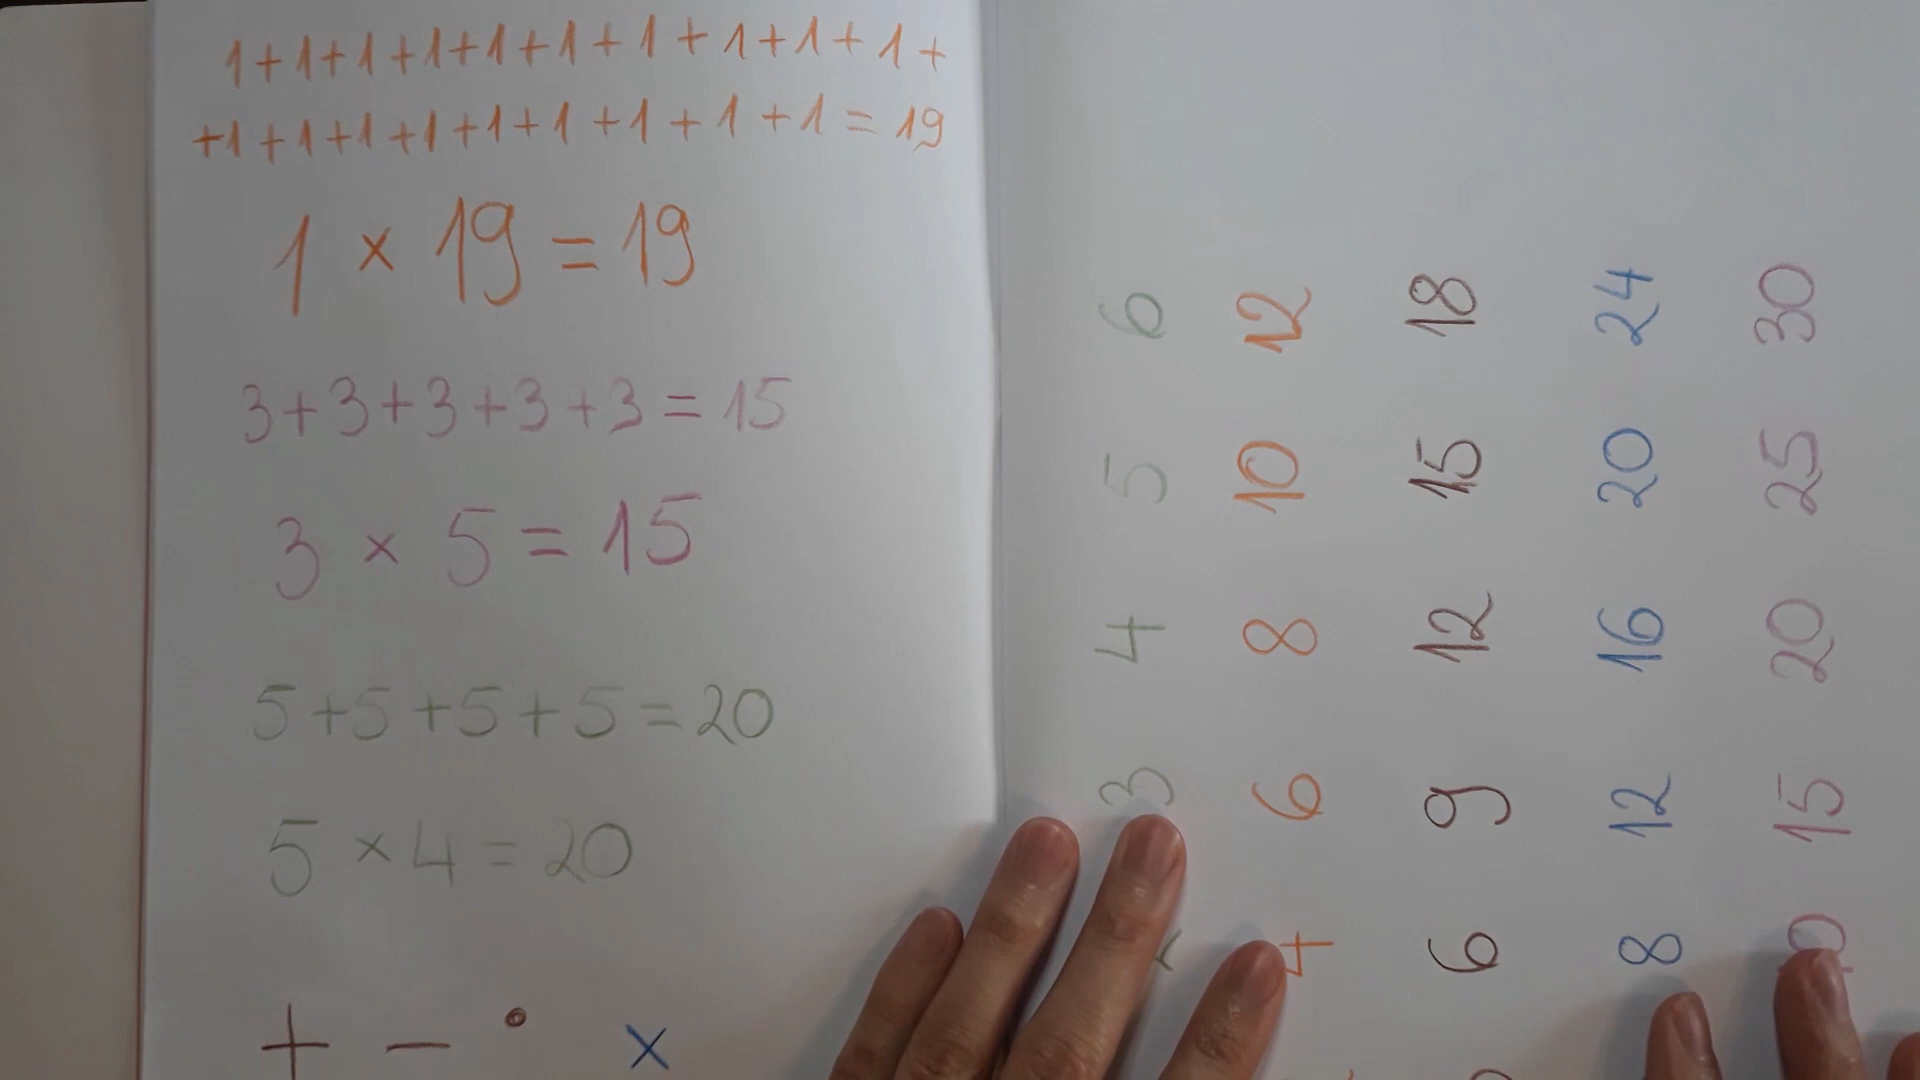 1+1+1+1+1+1+1+1+1+1+
+1+1+1+1+1+1+1+1+1=19
1 × 19 = 19
3+3+3+3+3=15
3 × 5 = 15
5+5+5+5=20
5 × 4 = 20
+ − • ×
3 4 5 6
4 6 8 10 12
6 9 12 15 18
8 12 16 20 24
15 20 25 30